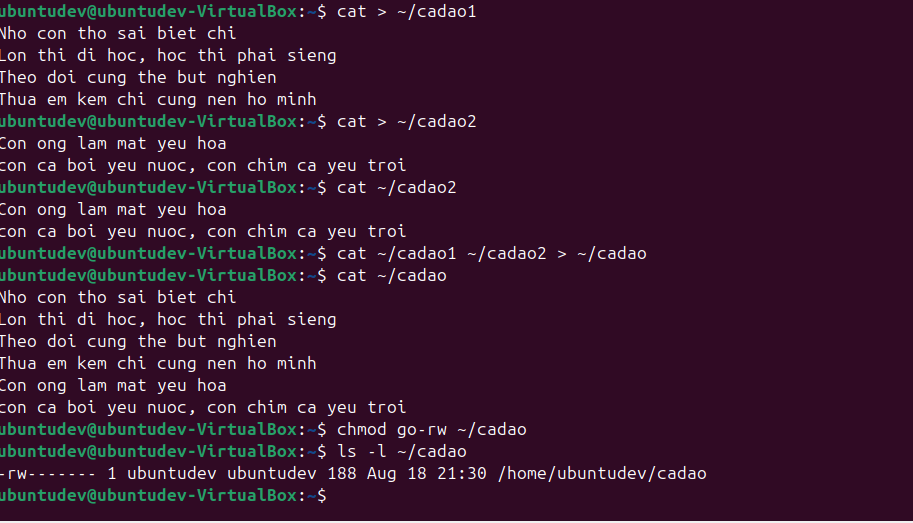 ubuntudev@ubuntudev-VirtualBox:~$ cat > ~/cadao1
Nho con tho sai biet chi
Lon thi di hoc, hoc thi phai sieng
Theo doi cung the but nghien
Thua em kem chi cung nen ho minh
ubuntudev@ubuntudev-VirtualBox:~$ cat > ~/cadao2
Con ong lam mat yeu hoa
con ca boi yeu nuoc, con chim ca yeu troi
ubuntudev@ubuntudev-VirtualBox:~$ cat ~/cadao2
Con ong lam mat yeu hoa
con ca boi yeu nuoc, con chim ca yeu troi
ubuntudev@ubuntudev-VirtualBox:~$ cat ~/cadao1 ~/cadao2 > ~/cadao
ubuntudev@ubuntudev-VirtualBox:~$ cat ~/cadao
Nho con tho sai biet chi
Lon thi di hoc, hoc thi phai sieng
Theo doi cung the but nghien
Thua em kem chi cung nen ho minh
Con ong lam mat yeu hoa
con ca boi yeu nuoc, con chim ca yeu troi
ubuntudev@ubuntudev-VirtualBox:~$ chmod go-rw ~/cadao
ubuntudev@ubuntudev-VirtualBox:~$ ls -l ~/cadao
-rw------- 1 ubuntudev ubuntudev 188 Aug 18 21:30 /home/ubuntudev/cadao
ubuntudev@ubuntudev-VirtualBox:~$